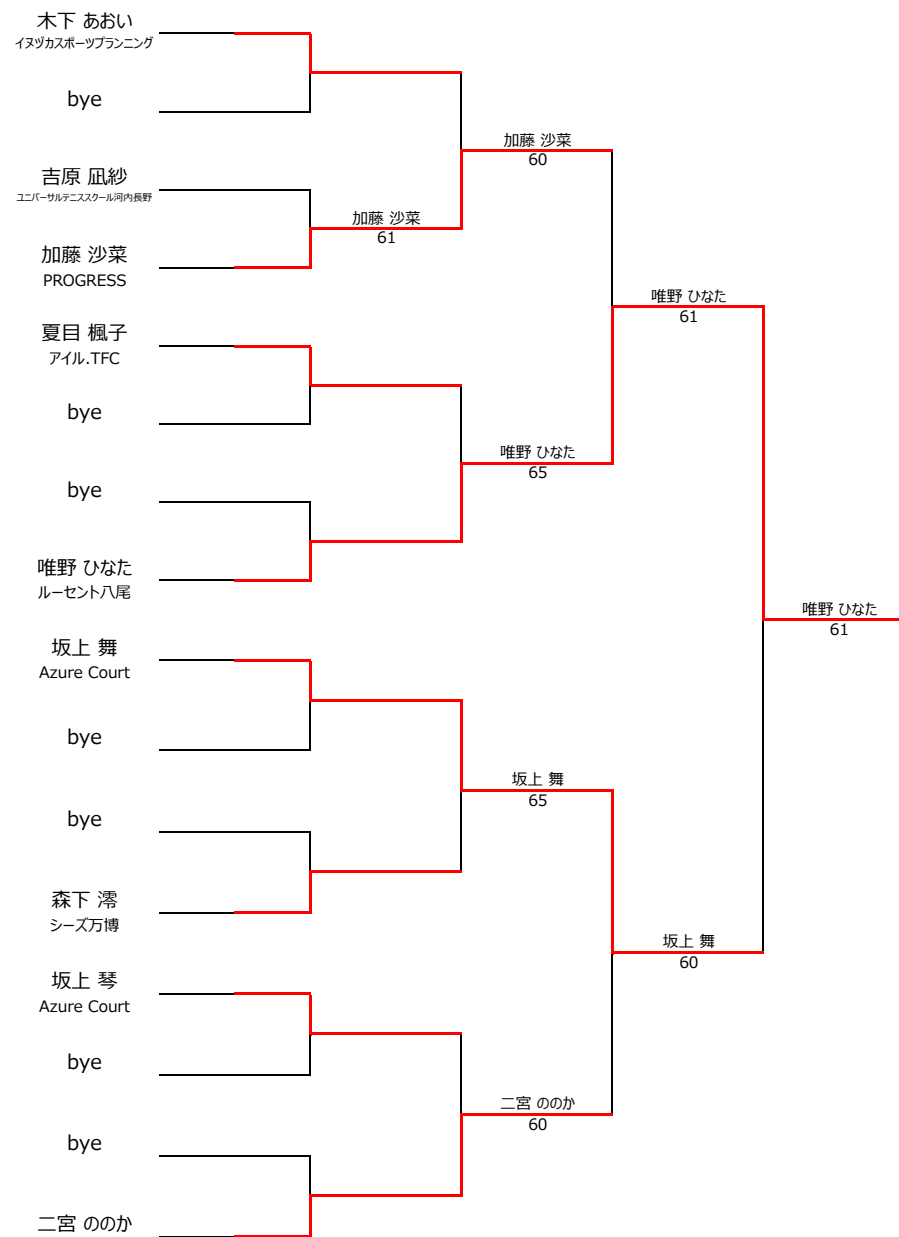 木下 あおい
イヌヅカスポーツプランニング
bye
吉原 凪紗
ユニバーサルテニススクール河内長野
加藤 沙菜
PROGRESS
夏目 楓子
アイル.TFC
bye
bye
唯野 ひなた
ルーセント八尾
坂上 舞
Azure Court
bye
bye
森下 澪
シーズ万博
坂上 琴
Azure Court
bye
bye
二宮 ののか
加藤 沙菜
61
加藤 沙菜
60
唯野 ひなた
65
坂上 舞
65
二宮 ののか
60
唯野 ひなた
61
坂上 舞
60
唯野 ひなた
61